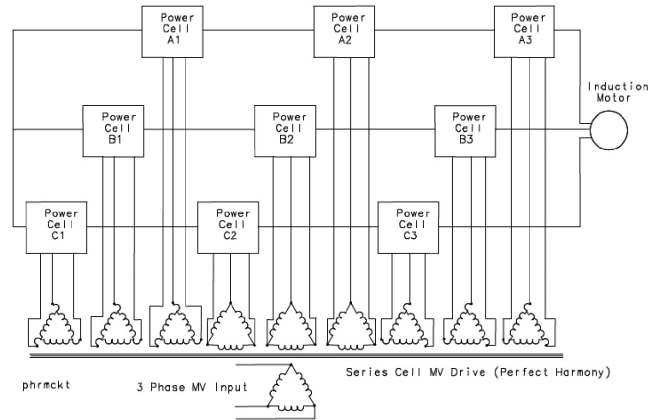 Power
Cell
A1
Power
Cell
A2
Power
Cell
A3
Induction
Motor
Power
Cell
B1
Power
Cell
B2
Power
Cell
B3
Power
Cell
C1
Power
Cell
C2
Power
Cell
C3
phrmckt
3 Phase MV Input
Series Cell MV Drive (Perfect Harmony)